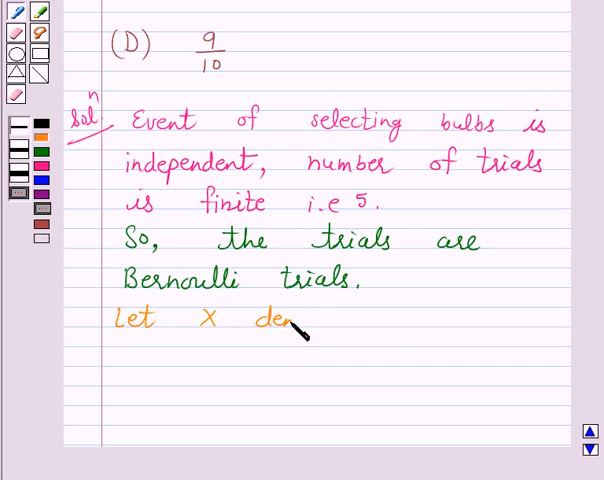 (D) 9/10
Solⁿ Event of selecting bulbs is
independent, number of trials
is finite i.e 5.
So, the trials are
Bernoulli trials.
Let X den